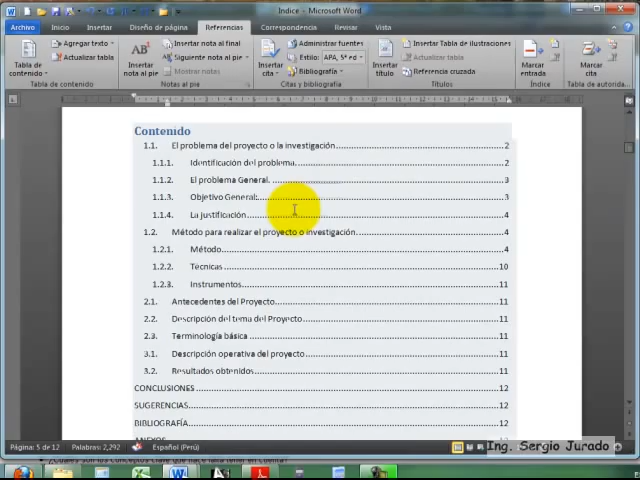 Indice - Microsoft Word
Archivo Inicio Insertar Diseño de página Referencias Correspondencia Revisar Vista
Tabla de contenido
Agregar texto
Actualizar tabla
Tabla de contenido
AB¹
Insertar nota al pie
Insertar nota al final
Siguiente nota al pie
Mostrar notas
Notas al pie
Insertar cita
Administrar fuentes
Estilo: APA, 5ª ed
Bibliografía
Citas y bibliografía
Insertar título
Insertar Tabla de ilustraciones
Actualizar tabla
Referencia cruzada
Títulos
Marcar entrada
Índice
Marcar cita
Tabla de autorida
Contenido
1.1. El problema del proyecto o la investigación 2
1.1.1. Identificación del problema. 2
1.1.2. El problema General. 3
1.1.3. Objetivo General: 3
1.1.4. La justificación 4
1.2. Método para realizar el proyecto o investigación 4
1.2.1. Método 4
1.2.2. Técnicas 10
1.2.3. Instrumentos 11
2.1. Antecedentes del Proyecto 11
2.2. Descripción del tema del Proyecto 11
2.3. Terminología básica 11
3.1. Descripción operativa del proyecto 11
3.2. Resultados obtenidos 11
CONCLUSIONES 12
SUGERENCIAS 12
BIBLIOGRAFÍA 12
ANEXOS 12
Página: 5 de 12 Palabras: 2,292 Español (Perú)
Ing. Sergio Jurado